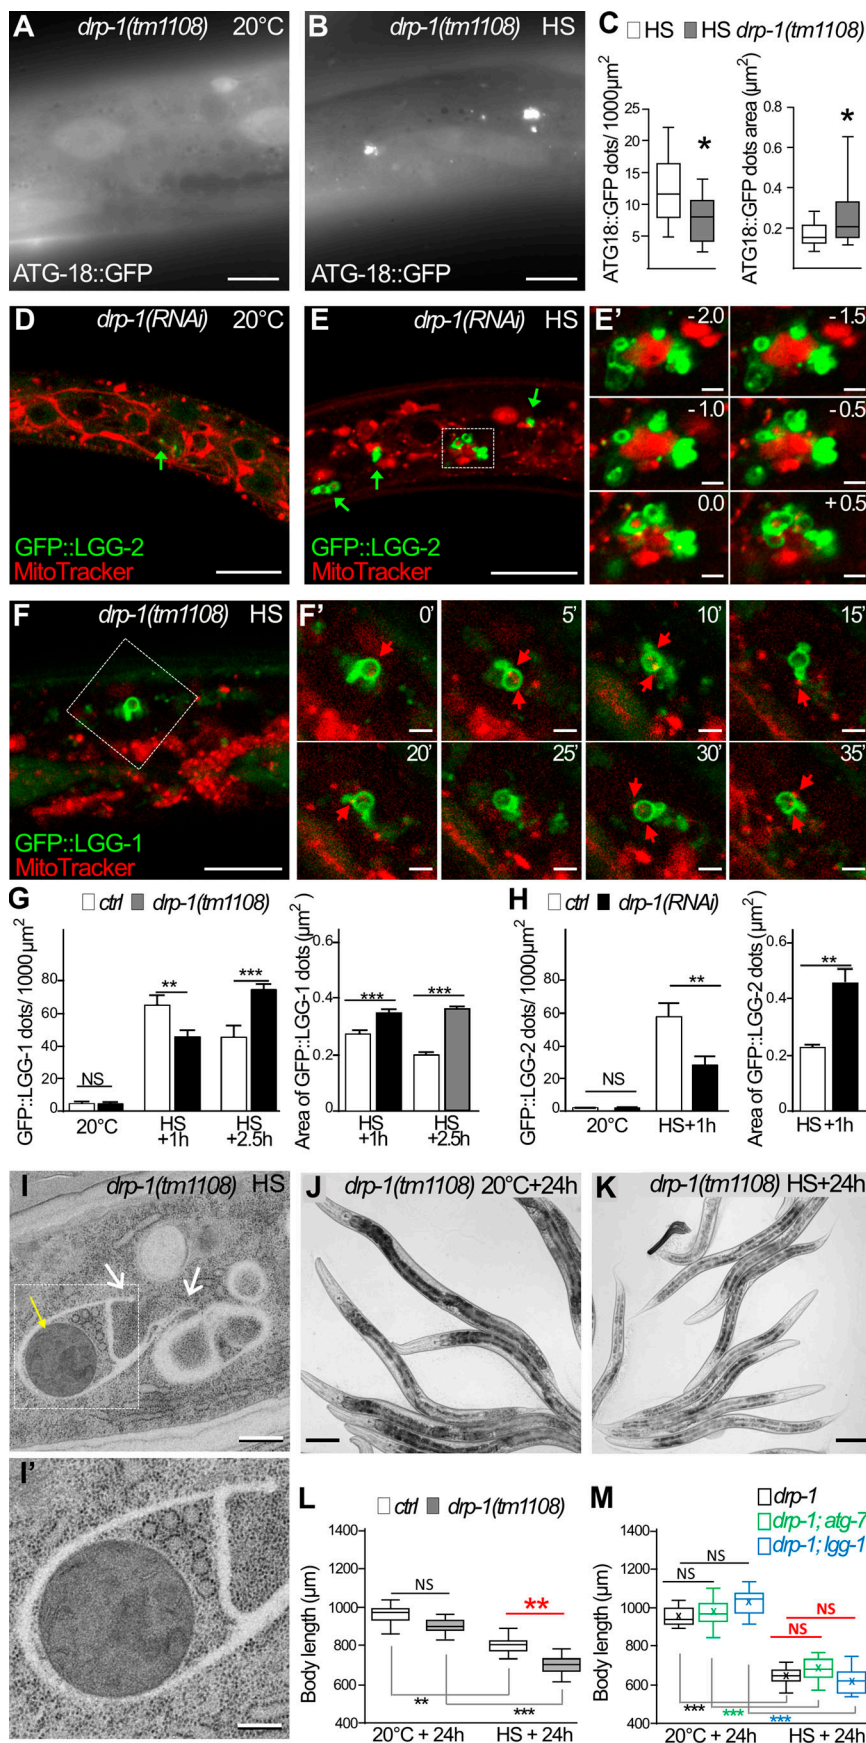 A drp-1(tm1108) 20°C
ATG-18::GFP
B drp-1(tm1108) HS
ATG-18::GFP
C HS HS drp-1(tm1108)
ATG18::GFP dots/ 1000µm²
25
20
15
10
5
*
ATG18::GFP dots area (µm²)
0.8
0.6
0.4
0.2
*
D drp-1(RNAi) 20°C
GFP::LGG-2
MitoTracker
E drp-1(RNAi) HS
GFP::LGG-2
MitoTracker
E' -2.0 -1.5
-1.0 -0.5
0.0 +0.5
F drp-1(tm1108) HS
GFP::LGG-1
MitoTracker
F' 0' 5' 10' 15'
20' 25' 30' 35'
G ctrl drp-1(tm1108)
GFP::LGG-1 dots/ 1000µm²
80
60
40
20
0
NS ** ***
20°C HS +1h HS +2.5h
Area of GFP::LGG-1 dots (µm²)
0.6
0.4
0.2
0
*** ***
HS +1h HS +2.5h
H ctrl drp-1(RNAi)
GFP::LGG-2 dots/ 1000µm²
80
60
40
20
0
NS **
20°C HS+1h
Area of GFP::LGG-2 dots (µm²)
0.6
0.4
0.2
0
**
HS +1h
I drp-1(tm1108) HS
I'
J drp-1(tm1108) 20°C+24h
K drp-1(tm1108) HS+24h
L ctrl drp-1(tm1108)
Body length (µm)
1400
1200
1000
800
600
400
NS **
** ***
20°C + 24h HS + 24h
M drp-1
drp-1; atg-7
drp-1; lgg-1
Body length (µm)
1400
1200
1000
800
600
400
NS
NS
NS
NS
*** *** ***
20°C + 24h HS + 24h